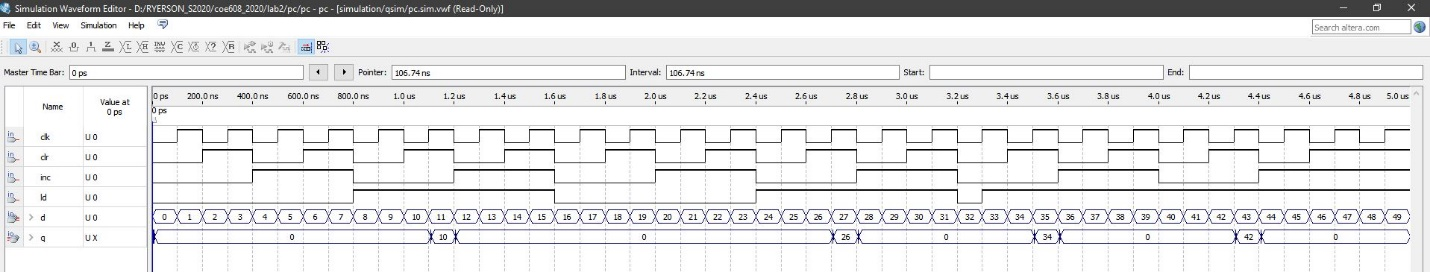 Simulation Waveform Editor - D:/RYERSON_S2020/coe608_2020/lab2/pc/pc - pc - [simulation/qsim/pc.sim.vwf (Read-Only)]
File Edit View Simulation Help
Search altera.com
Master Time Bar: 0 ps Pointer: 106.74 ns Interval: 106.74 ns Start: End:
Name Value at 0 ps
0 ps 200.0 ns 400.0 ns 600.0 ns 800.0 ns 1.0 us 1.2 us 1.4 us 1.6 us 1.8 us 2.0 us 2.2 us 2.4 us 2.6 us 2.8 us 3.0 us 3.2 us 3.4 us 3.6 us 3.8 us 4.0 us 4.2 us 4.4 us 4.6 us 4.8 us 5.0 us
0 ps
clk U 0
clr U 0
inc U 0
ld U 0
d U 0 0 1 2 3 4 5 6 7 8 9 10 11 12 13 14 15 16 17 18 19 20 21 22 23 24 25 26 27 28 29 30 31 32 33 34 35 36 37 38 39 40 41 42 43 44 45 46 47 48 49
q U X 0 10 0 26 0 34 0 42 0